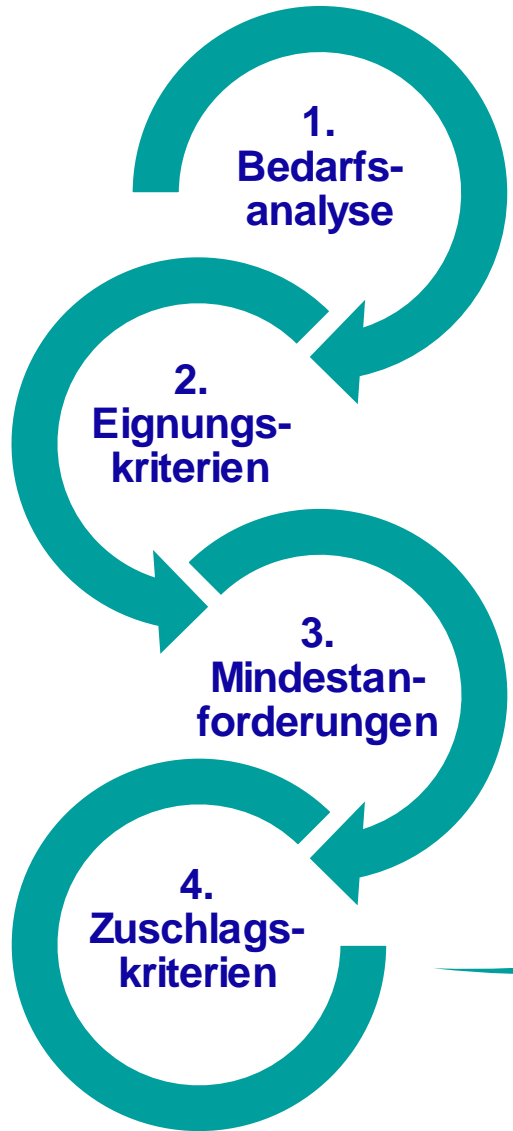 1.
Bedarfs-
analyse
2.
Eignungs-
kriterien
3.
Mindestan-
forderungen
4.
Zuschlags-
kriterien